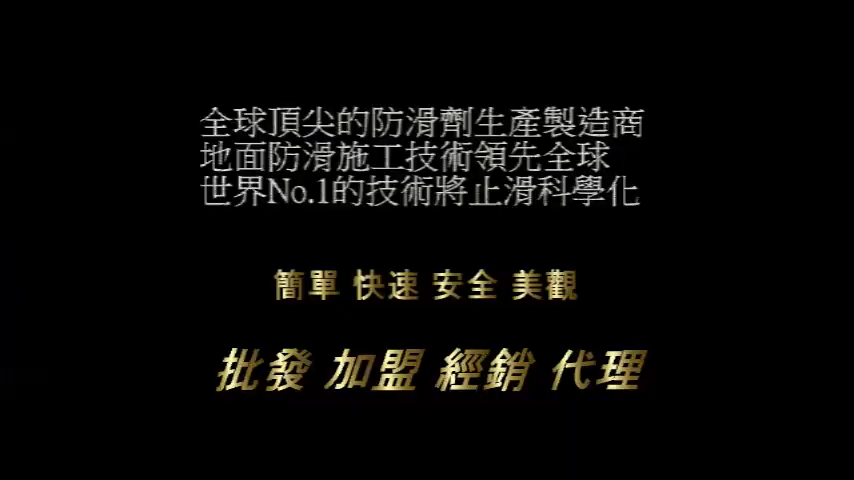 全球頂尖的防滑劑生產製造商
地面防滑施工技術領先全球
世界No.1的技術將止滑科學化
簡單 快速 安全 美觀
批發 加盟 經銷 代理